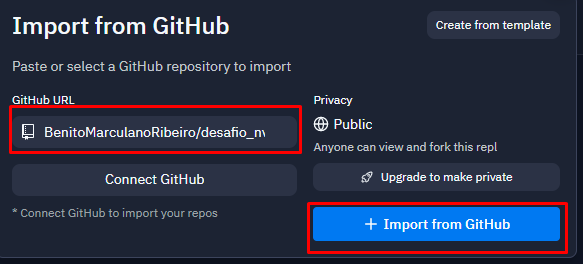 Import from GitHub
Create from template
Paste or select a GitHub repository to import
GitHub URL
Privacy
BenitoMarculanoRibeiro/desafio_nv
Public
Anyone can view and fork this repl
Connect GitHub
Upgrade to make private
* Connect GitHub to import your repos
+ Import from GitHub